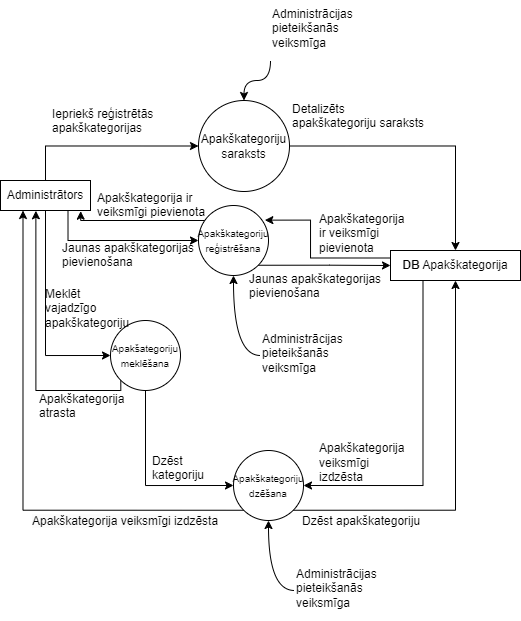 Administrācijas
pieteikšanās
veiksmīga
Iepriekš reģistrētās
apakškategorijas
Detalizēts
apakškategoriju saraksts
Apakškategoriju
saraksts
Administrātors
Apakškategorija ir
veiksmīgi pievienota
Apakškategoriju
reģistrēšana
Apakškategorija
ir veiksmīgi
pievienota
Jaunas apakškategorijas
pievienošana
DB Apakškategorija
Jaunas apakškategorijas
pievienošana
Meklēt
vajadzīgo
apakškategoriju
Apakšategoriju
meklēšana
Administrācijas
pieteikšanās
veiksmīga
Apakškategorija
atrasta
Dzēst
kategoriju
Apakškategorija
veiksmīgi
izdzēsta
Apakškategoriju
dzēšana
Apakškategorija veiksmīgi izdzēsta
Dzēst apakškategoriju
Administrācijas
pieteikšanās
veiksmīga